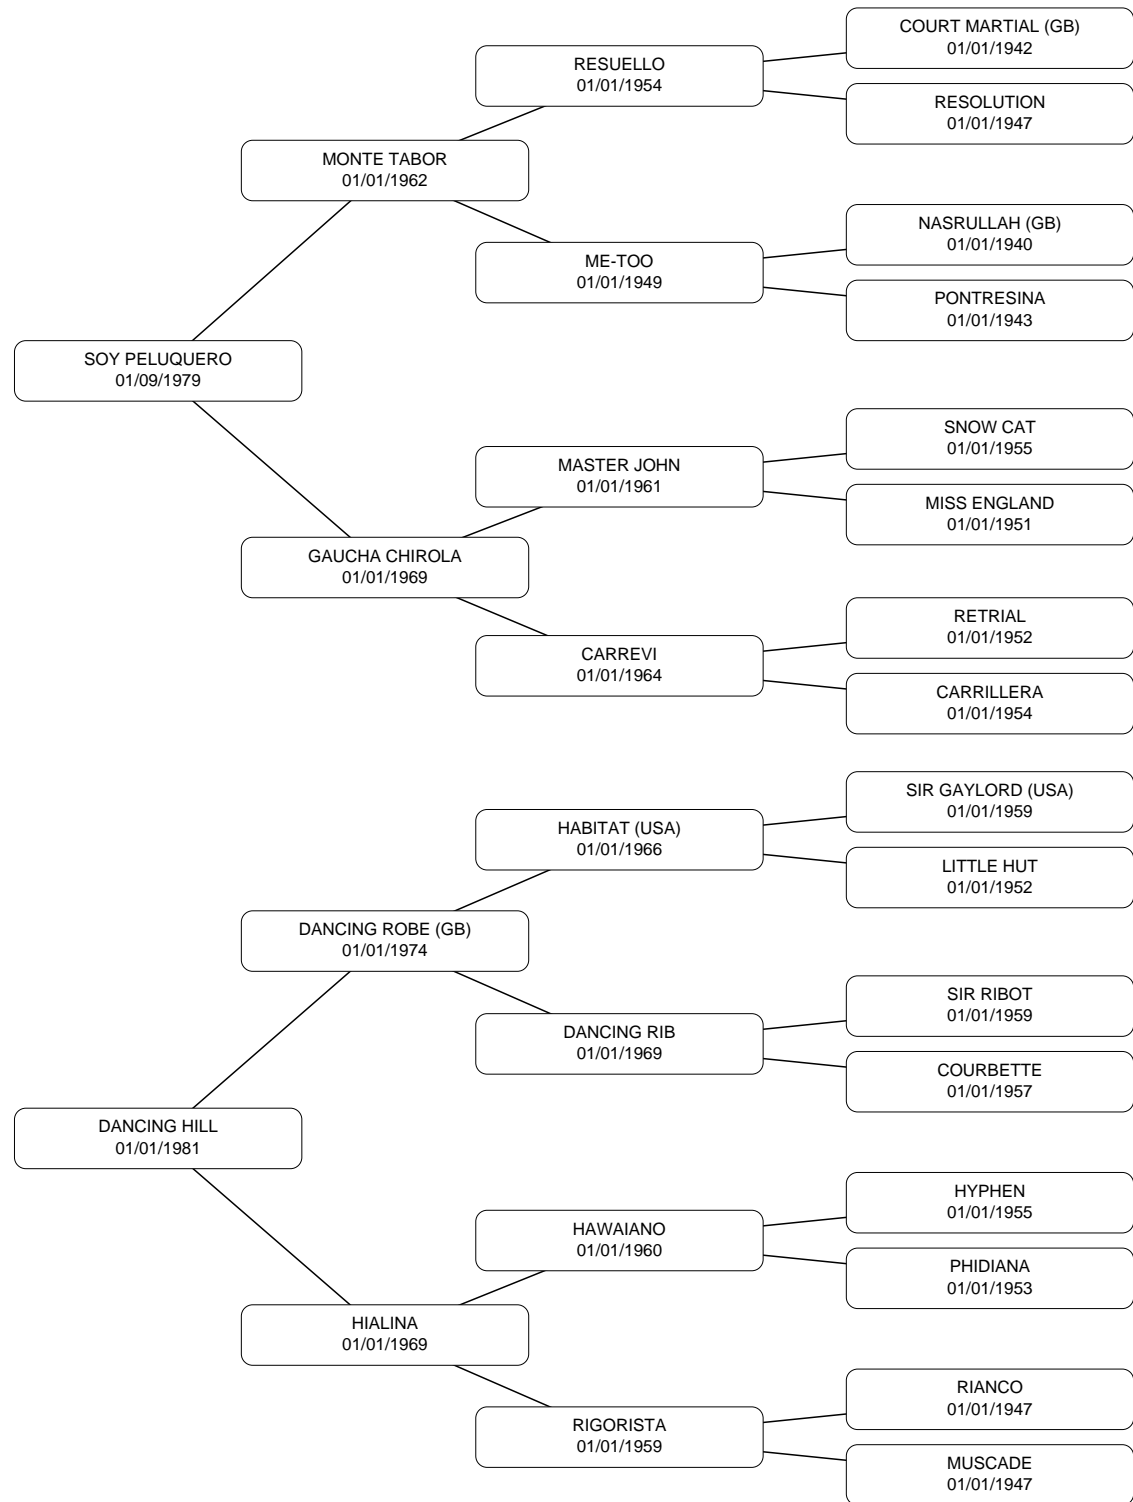 COURT MARTIAL (GB)
01/01/1942
RESUELLO
01/01/1954
RESOLUTION
01/01/1947
MONTE TABOR
01/01/1962
NASRULLAH (GB)
01/01/1940
ME-TOO
01/01/1949
PONTRESINA
01/01/1943
SOY PELUQUERO
01/09/1979
SNOW CAT
01/01/1955
MASTER JOHN
01/01/1961
MISS ENGLAND
01/01/1951
GAUCHA CHIROLA
01/01/1969
RETRIAL
01/01/1952
CARREVI
01/01/1964
CARRILLERA
01/01/1954
SIR GAYLORD (USA)
01/01/1959
HABITAT (USA)
01/01/1966
LITTLE HUT
01/01/1952
DANCING ROBE (GB)
01/01/1974
SIR RIBOT
01/01/1959
DANCING RIB
01/01/1969
COURBETTE
01/01/1957
DANCING HILL
01/01/1981
HYPHEN
01/01/1955
HAWAIANO
01/01/1960
PHIDIANA
01/01/1953
HIALINA
01/01/1969
RIANCO
01/01/1947
RIGORISTA
01/01/1959
MUSCADE
01/01/1947